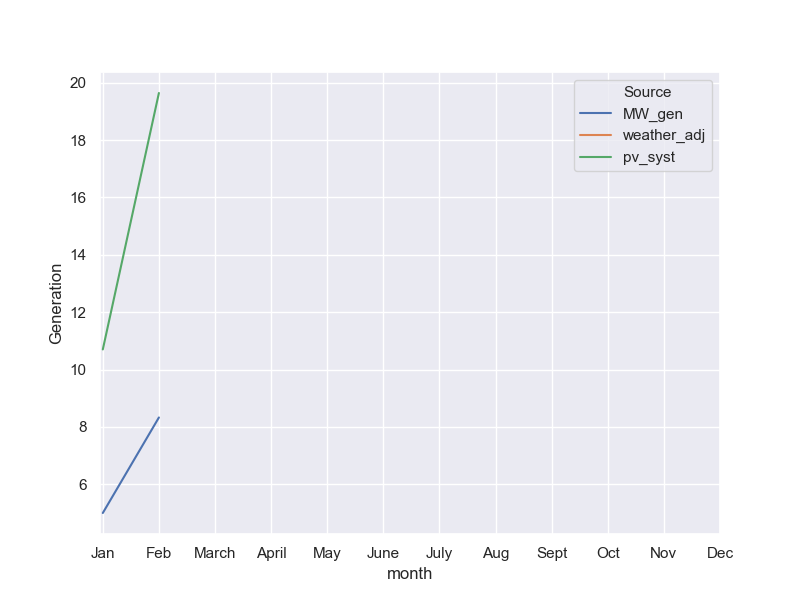 20
18
16
14
12
10
8
6
Generation
Source
MW_gen
weather_adj
pv_syst
Jan Feb March April May June July Aug Sept Oct Nov Dec
month